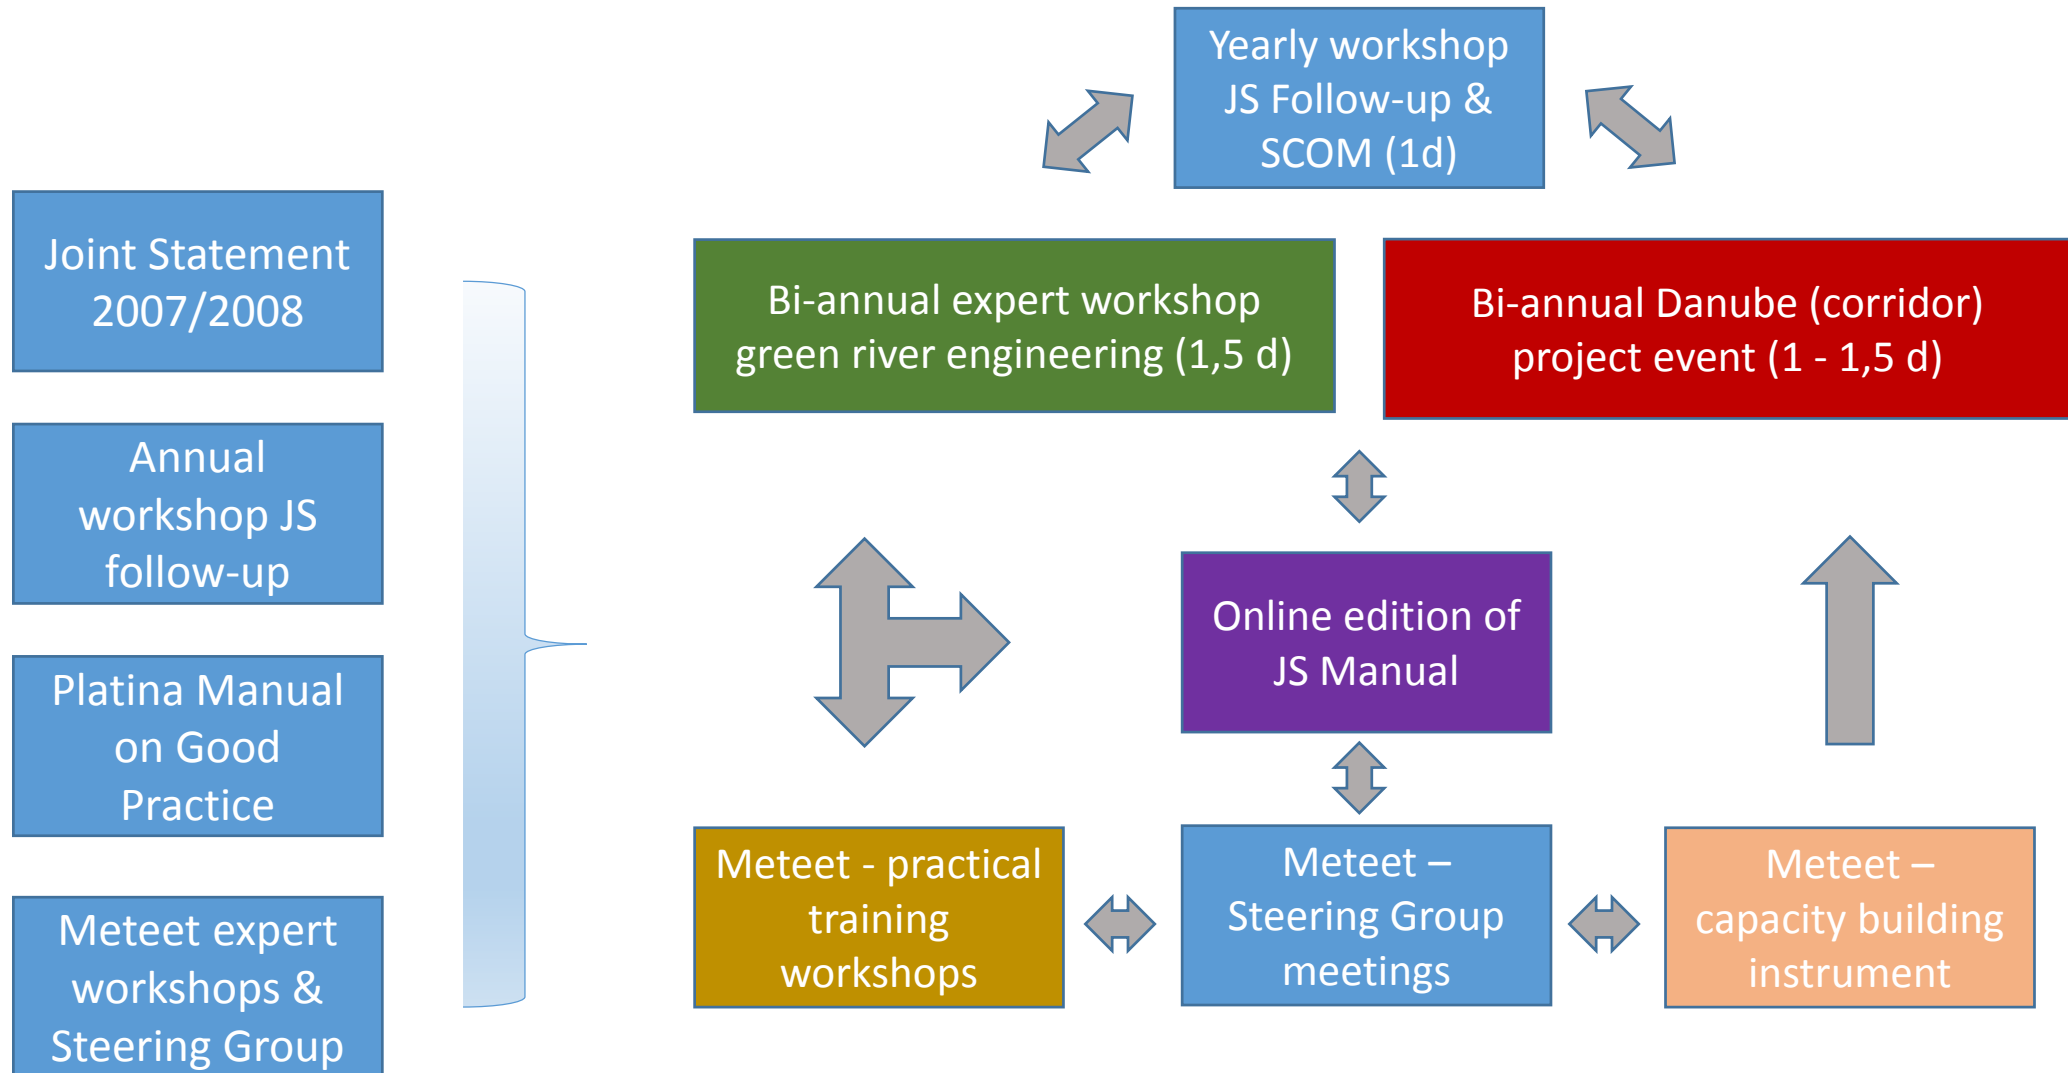 Joint Statement
2007/2008
Annual
workshop JS
follow-up
Platina Manual
on Good
Practice
Meteet expert
workshops &
Steering Group
Yearly workshop
JS Follow-up &
SCOM (1d)
Bi-annual expert workshop
green river engineering (1,5 d)
Bi-annual Danube (corridor)
project event (1 - 1,5 d)
Online edition of
JS Manual
Meteet - practical
training
workshops
Meteet –
Steering Group
meetings
Meteet –
capacity building
instrument